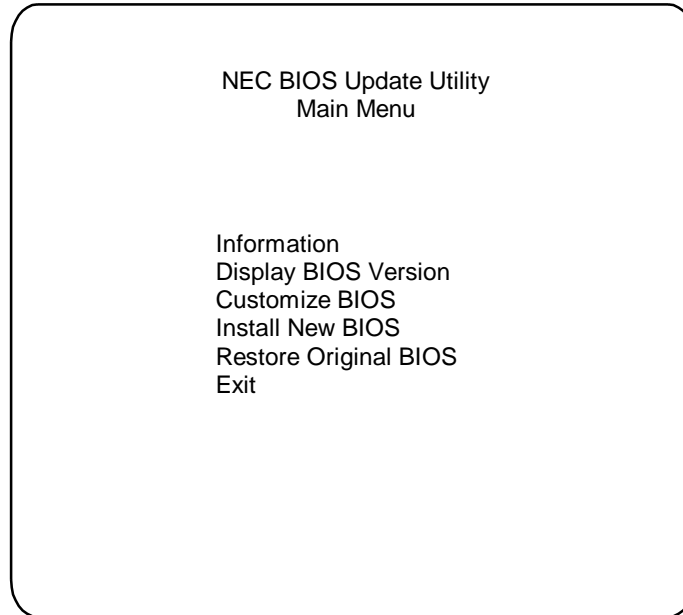 NEC BIOS Update Utility
Main Menu
Information
Display BIOS Version
Customize BIOS
Install New BIOS
Restore Original BIOS
Exit